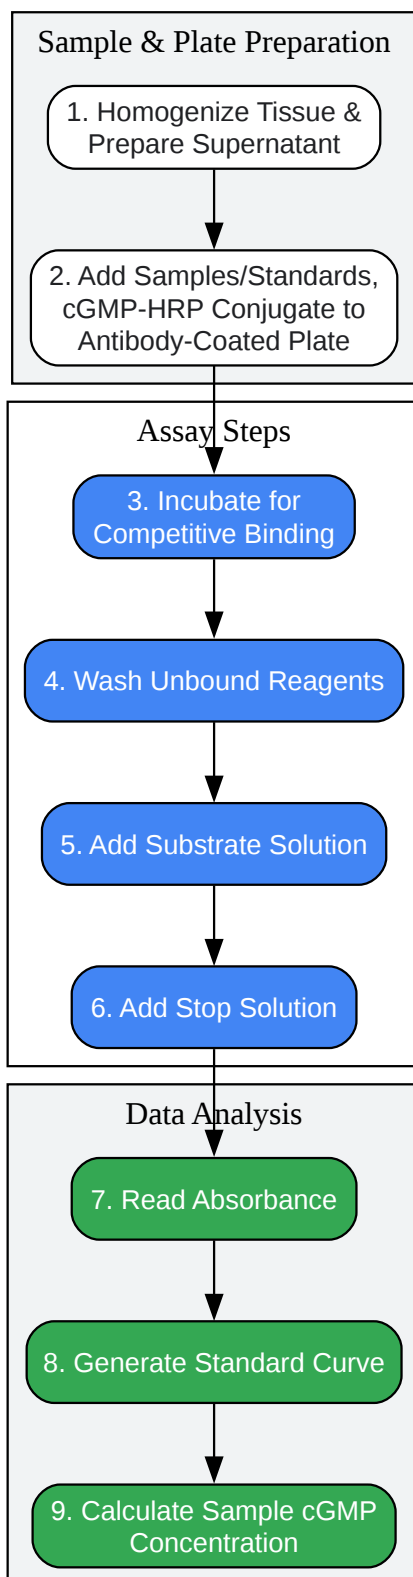 Sample & Plate Preparation
1. Homogenize Tissue &
Prepare Supernatant
2. Add Samples/Standards,
cGMP-HRP Conjugate to
Antibody-Coated Plate
Assay Steps
3. Incubate for
Competitive Binding
4. Wash Unbound Reagents
5. Add Substrate Solution
6. Add Stop Solution
Data Analysis
7. Read Absorbance
8. Generate Standard Curve
9. Calculate Sample cGMP
Concentration